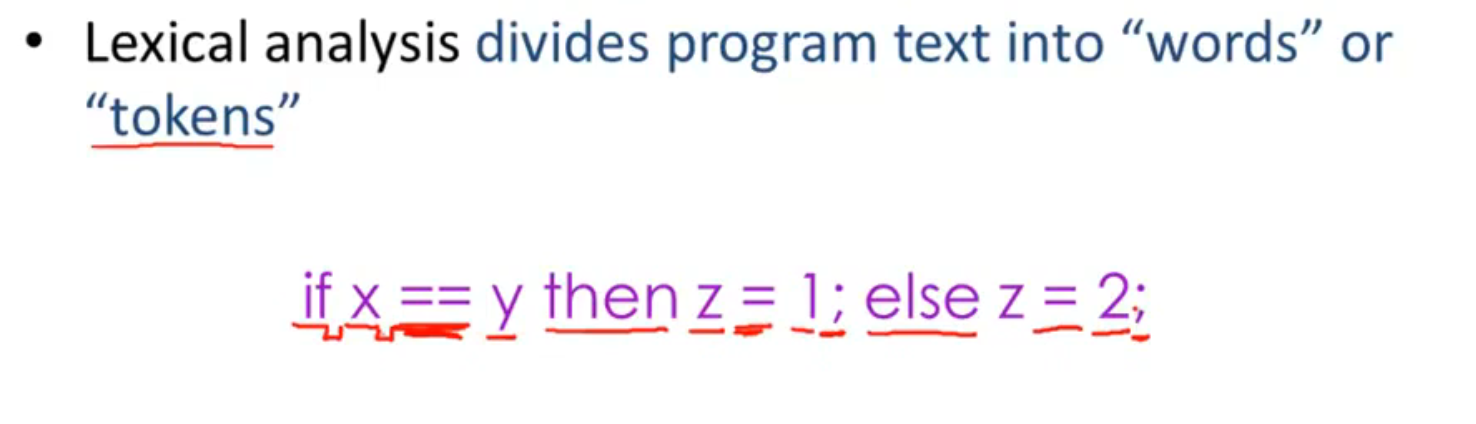 • Lexical analysis divides program text into “words” or
“tokens”
if x == y then z = 1; else z = 2;